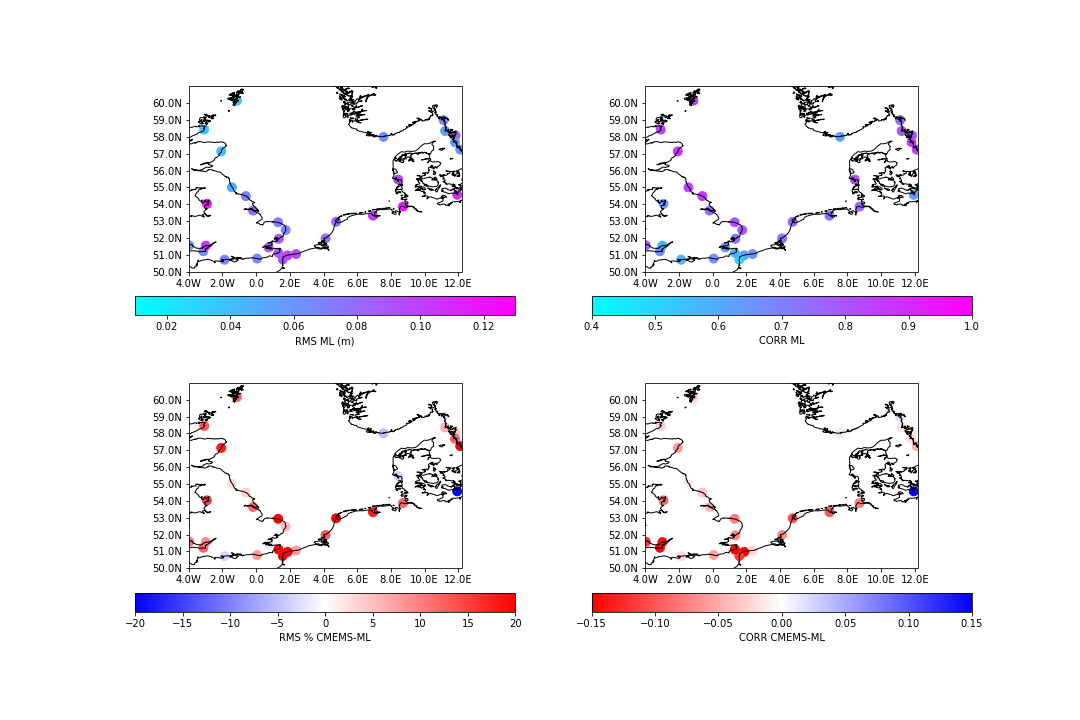 60.0N 60.0N
59.0N 59.0N
58.0N 58.0N
57.0N 57.0N
56.0N 56.0N
55.0N 55.0N
54.0N 54.0N
53.0N 53.0N
52.0N 52.0N
51.0N 51.0N
50.0N 50.0N
4.0W 2.0W 0.0 2.0E 4.0E 6.0E 8.0E 10.0E 12.0E 4.0W 2.0W 0.0 2.0E 4.0E 6.0E 8.0E 10.0E 12.0E
0.02 0.04 0.06 0.08 0.10 0.12 0.4 0.5 0.6 0.7 0.8 0.9 1.0
RMS ML (m) CORR ML
60.0N 60.0N
59.0N 59.0N
58.0N 58.0N
57.0N 57.0N
56.0N 56.0N
55.0N 55.0N
54.0N 54.0N
53.0N 53.0N
52.0N 52.0N
51.0N 51.0N
50.0N 50.0N
4.0W 2.0W 0.0 2.0E 4.0E 6.0E 8.0E 10.0E 12.0E 4.0W 2.0W 0.0 2.0E 4.0E 6.0E 8.0E 10.0E 12.0E
−20 −15 −10 −5 0 5 10 15 20 −0.15 −0.10 −0.05 0.00 0.05 0.10 0.15
RMS % CMEMS-ML CORR CMEMS-ML